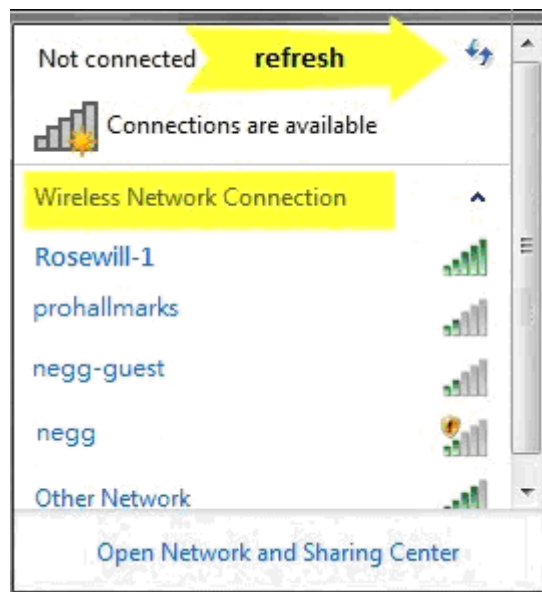 Not connected refresh
Connections are available
Wireless Network Connection
Rosewill-1
prohallmarks
negg-guest
negg
Other Network
Open Network and Sharing Center